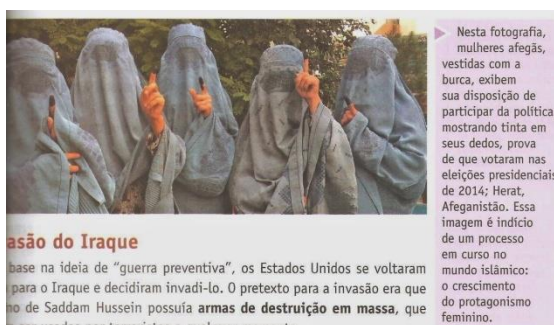 Nesta fotografia,
mulheres afegãs,
vestidas com a
burca, exibem
sua disposição de
participar da política
mostrando tinta em
seus dedos, prova
de que votaram nas
eleições presidenciais
de 2014; Herat,
Afeganistão. Essa
imagem é indício
de um processo
em curso no
mundo islâmico:
o crescimento
do protagonismo
feminino.
asão do Iraque
base na ideia de “guerra preventiva”, os Estados Unidos se voltaram
para o Iraque e decidiram invadi-lo. O pretexto para a invasão era que
no de Saddam Hussein possuía armas de destruição em massa, que